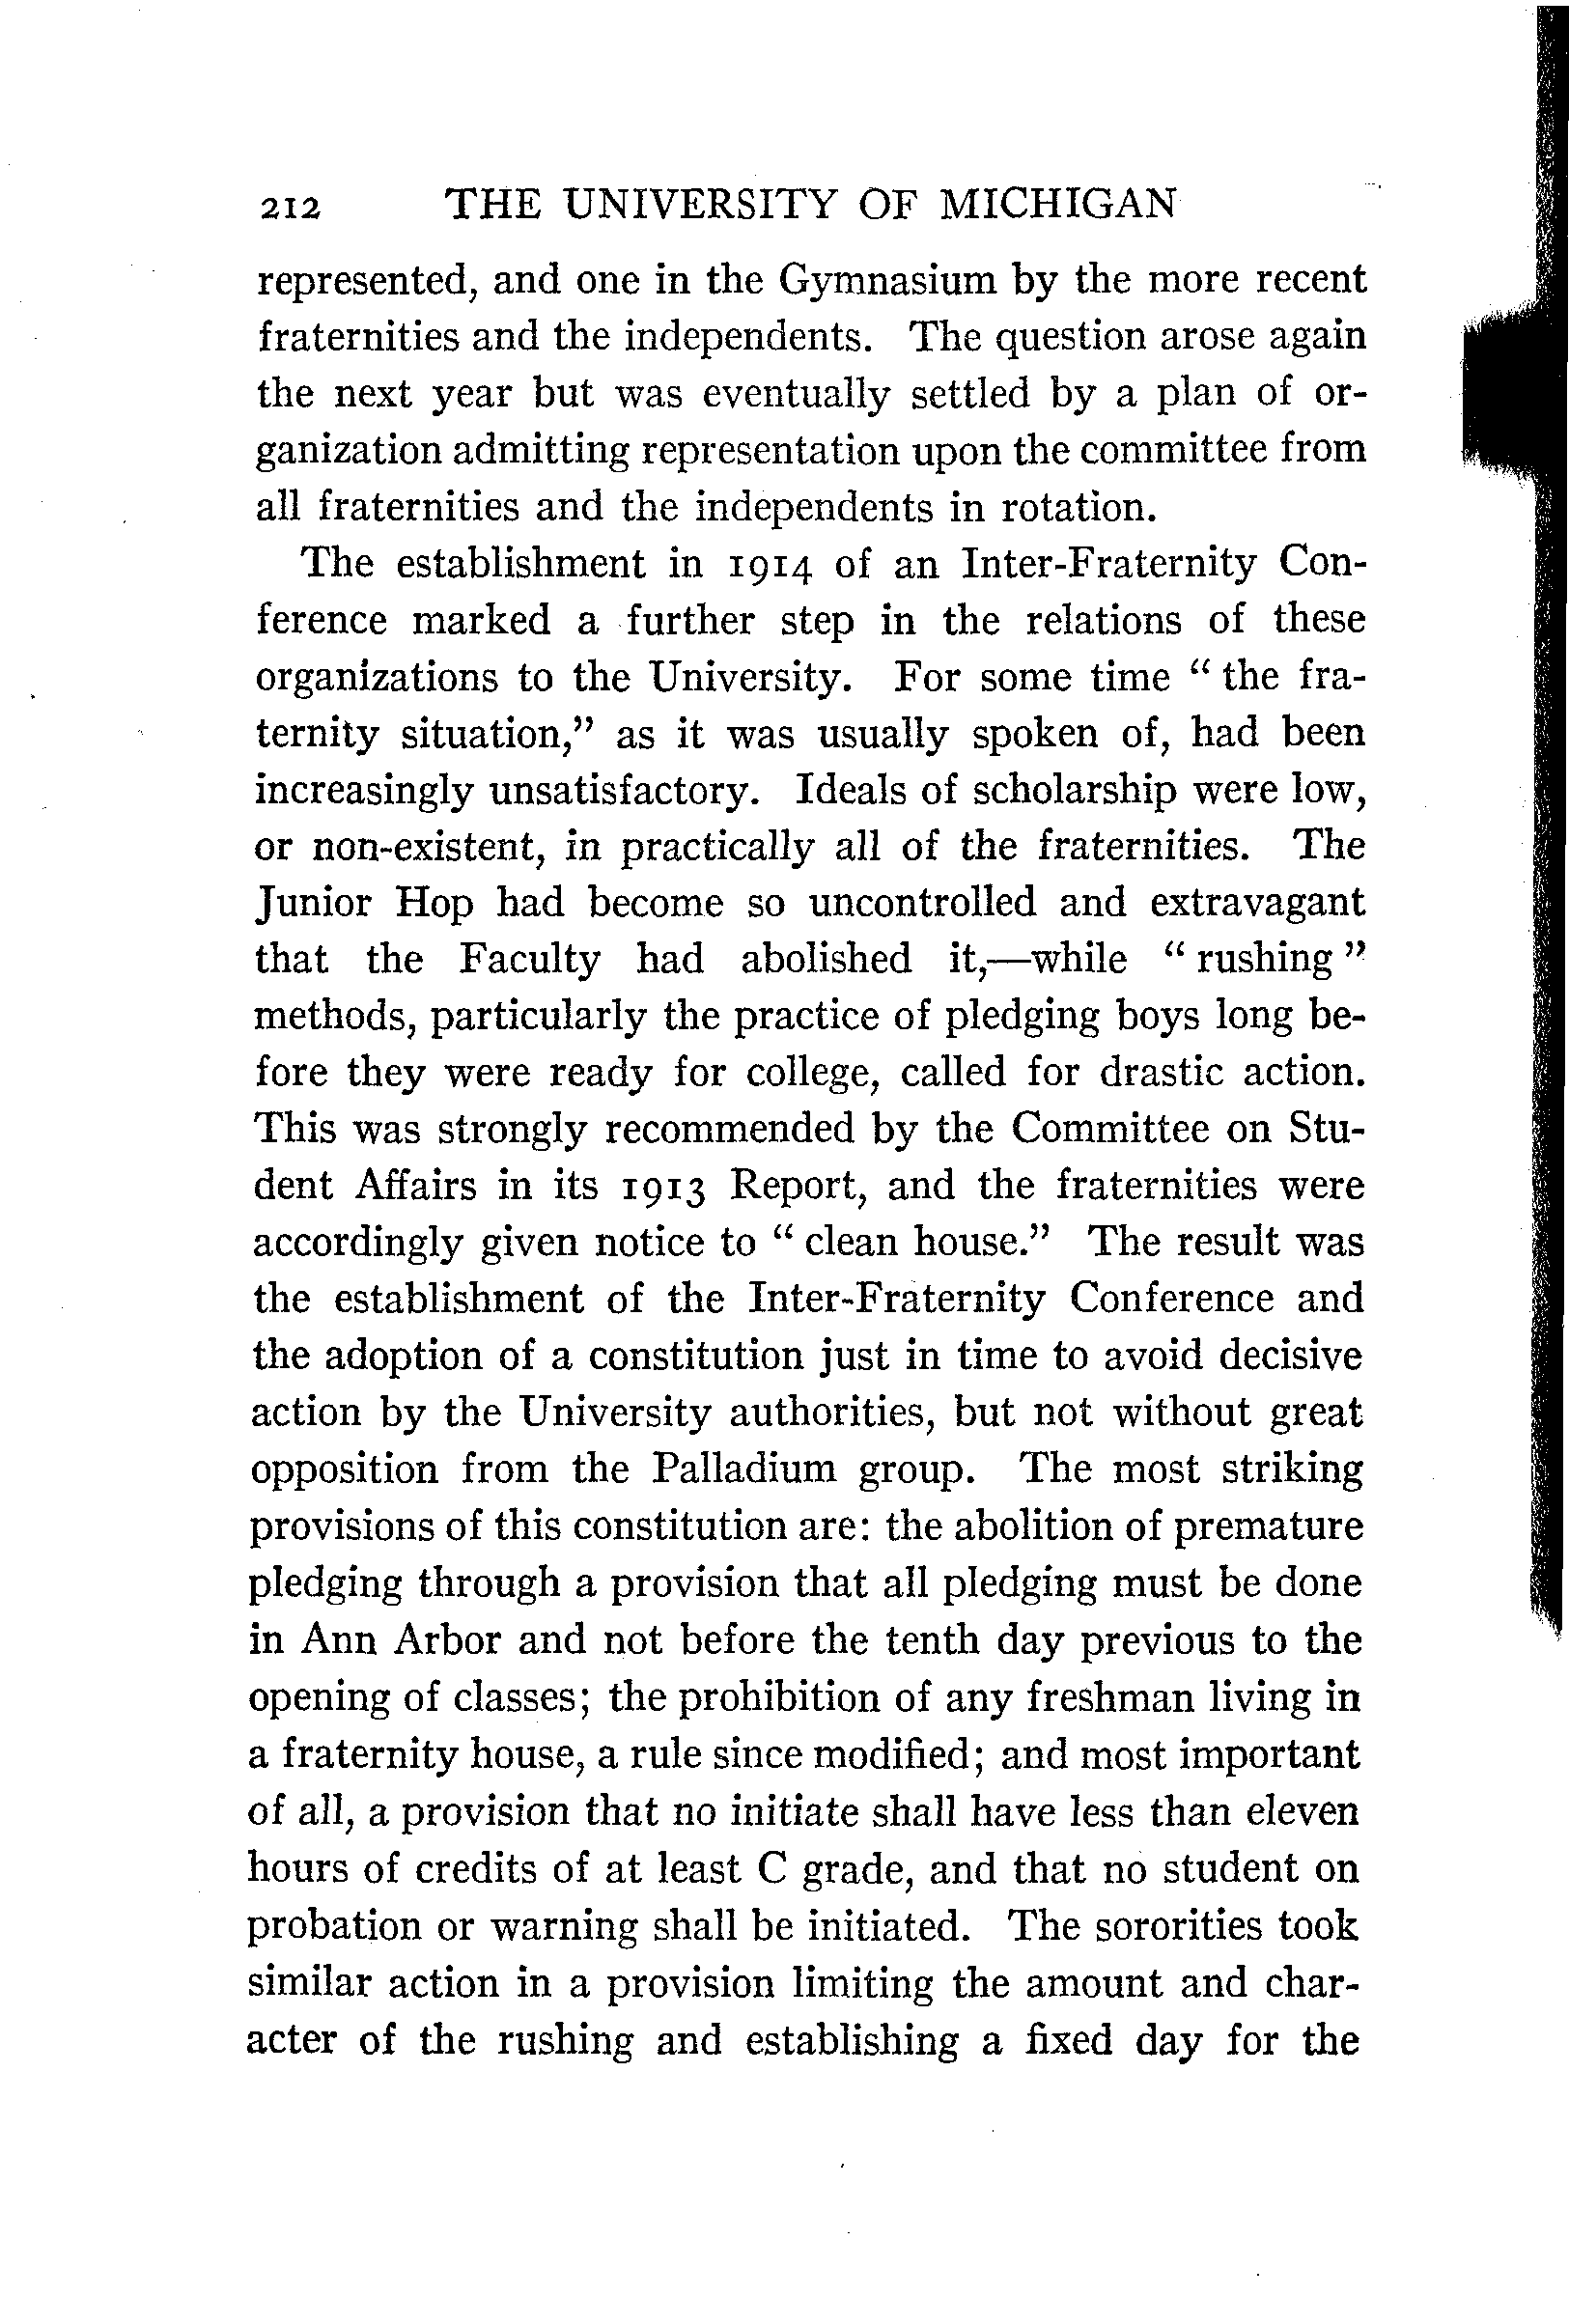 212 THE UNIVERSITY OF MICHIGAN
represented, and one in the Gymnasium by the more recent
fraternities and the independents. The question arose again
the next year but was eventually settled by a plan of or-
ganization admitting representation upon the committee from
all fraternities and the independents in rotation.
The establishment in 1914 of an Inter-Fraternity Con-
ference marked a further step in the relations of these
organizations to the University. For some time " the fra-
ternity situation," as it was usually spoken of, had been
increasingly unsatisfactory. Ideals of scholarship were low,
or non-existent, in practically all of the fraternities. The
Junior Hop had become so uncontrolled and extravagant
that the Faculty had abolished it,—while " rushing "
methods, particularly the practice of pledging boys long be-
fore they were ready for college, called for drastic action.
This was strongly recommended by the Committee on Stu-
dent Affairs in its 1913 Report, and the fraternities were
accordingly given notice to " clean house." The result was
the establishment of the Inter-Fraternity Conference and
the adoption of a constitution just in time to avoid decisive
action by the University authorities, but not without great
opposition from the Palladium group. The most striking
provisions of this constitution are: the abolition of premature
pledging through a provision that all pledging must be done
in Ann Arbor and not before the tenth day previous to the
opening of classes; the prohibition of any freshman living in
a fraternity house, a rule since modified; and most important
of all, a provision that no initiate shall have less than eleven
hours of credits of at least C grade, and that no student on
probation or warning shall be initiated. The sororities took
similar action in a provision limiting the amount and char-
acter of the rushing and establishing a fixed day for the